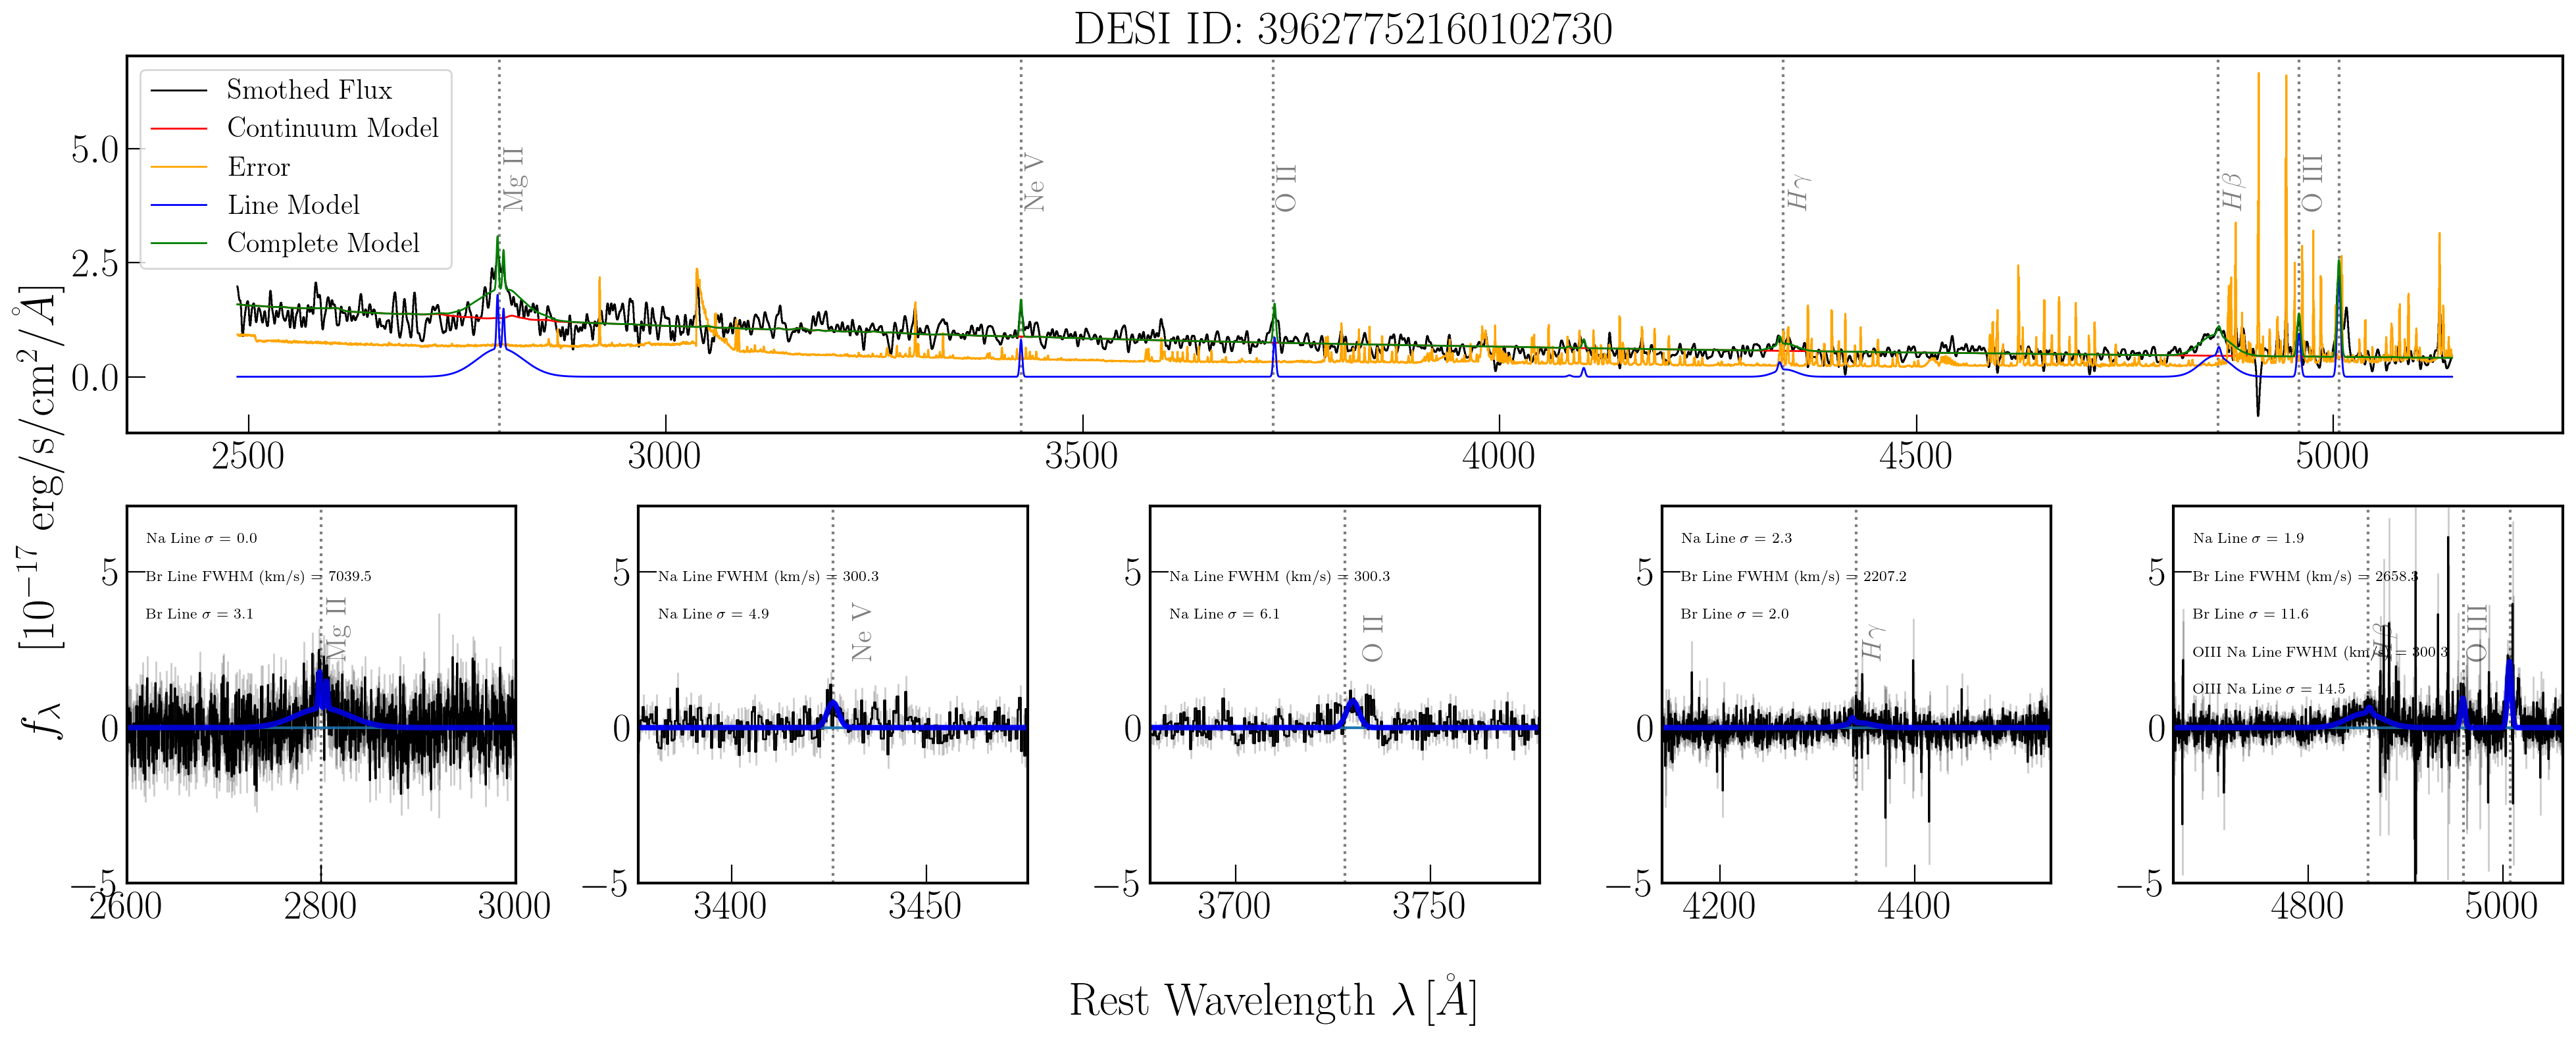 DESI ID: 39627752160102730
Smothed Flux
Continuum Model
Error
Line Model
Complete Model
Mg II
Ne V
O II
Hγ
Hβ
O III
5.0
2.5
0.0
2500
3000
3500
4000
4500
5000
f_λ [10^{-17} erg/s/cm^2/Å]
Na Line σ = 0.0
Br Line FWHM (km/s) = 7039.5
Br Line σ = 3.1
Mg II
5
0
−5
2600
2800
3000
Na Line FWHM (km/s) = 300.3
Na Line σ = 4.9
Ne V
5
0
−5
3400
3450
Na Line FWHM (km/s) = 300.3
Na Line σ = 6.1
O II
5
0
−5
3700
3750
Na Line σ = 2.3
Br Line FWHM (km/s) = 2207.2
Br Line σ = 2.0
Hγ
5
0
−5
4200
4400
Na Line σ = 1.9
Br Line FWHM (km/s) = 2658.3
Br Line σ = 11.6
OIII Na Line FWHM (km/s) = 300.3
OIII Na Line σ = 14.5
Hβ
O III
5
0
−5
4800
5000
Rest Wavelength λ [Å]